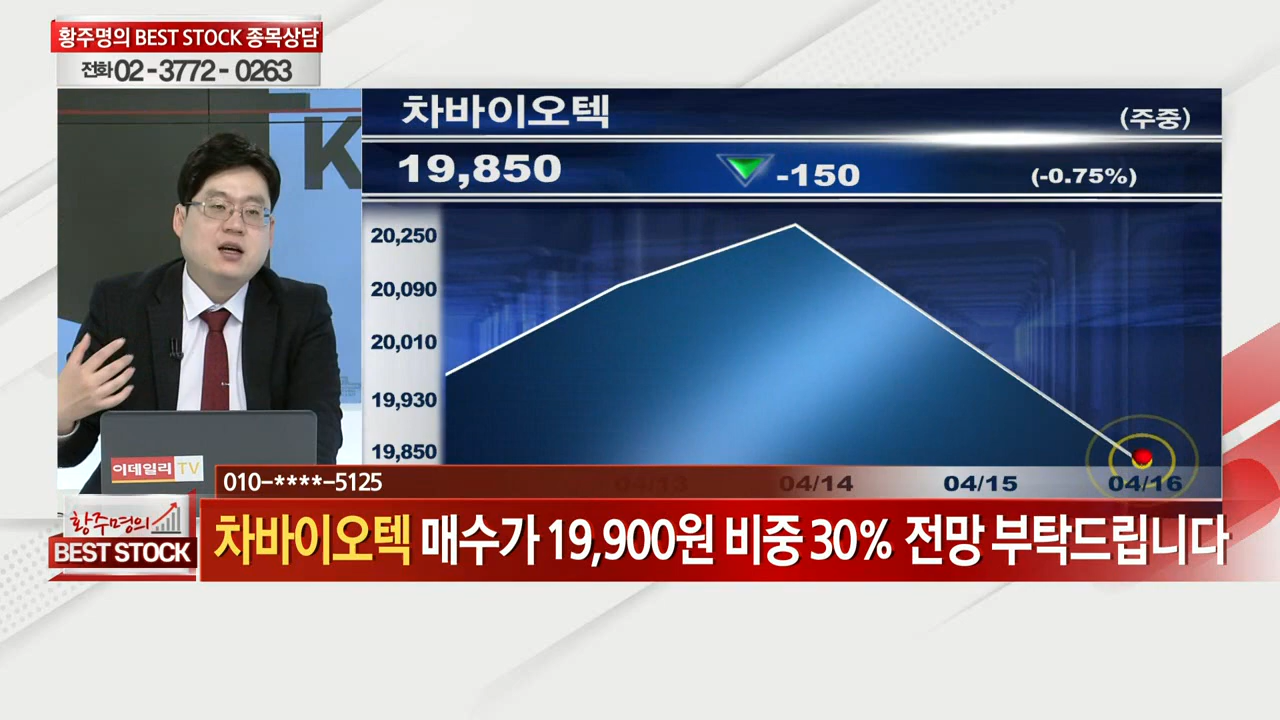 황주명의 BEST STOCK 종목상담
전화 02-3772-0263
K
차바이오텍
(주중)
19,850
-150
(-0.75%)
20,250
20,090
20,010
19,930
19,850
04/13
04/14
04/15
04/16
이데일리 TV
010-****-5125
황주명의
BEST STOCK
차바이오텍 매수가 19,900원 비중 30% 전망 부탁드립니다